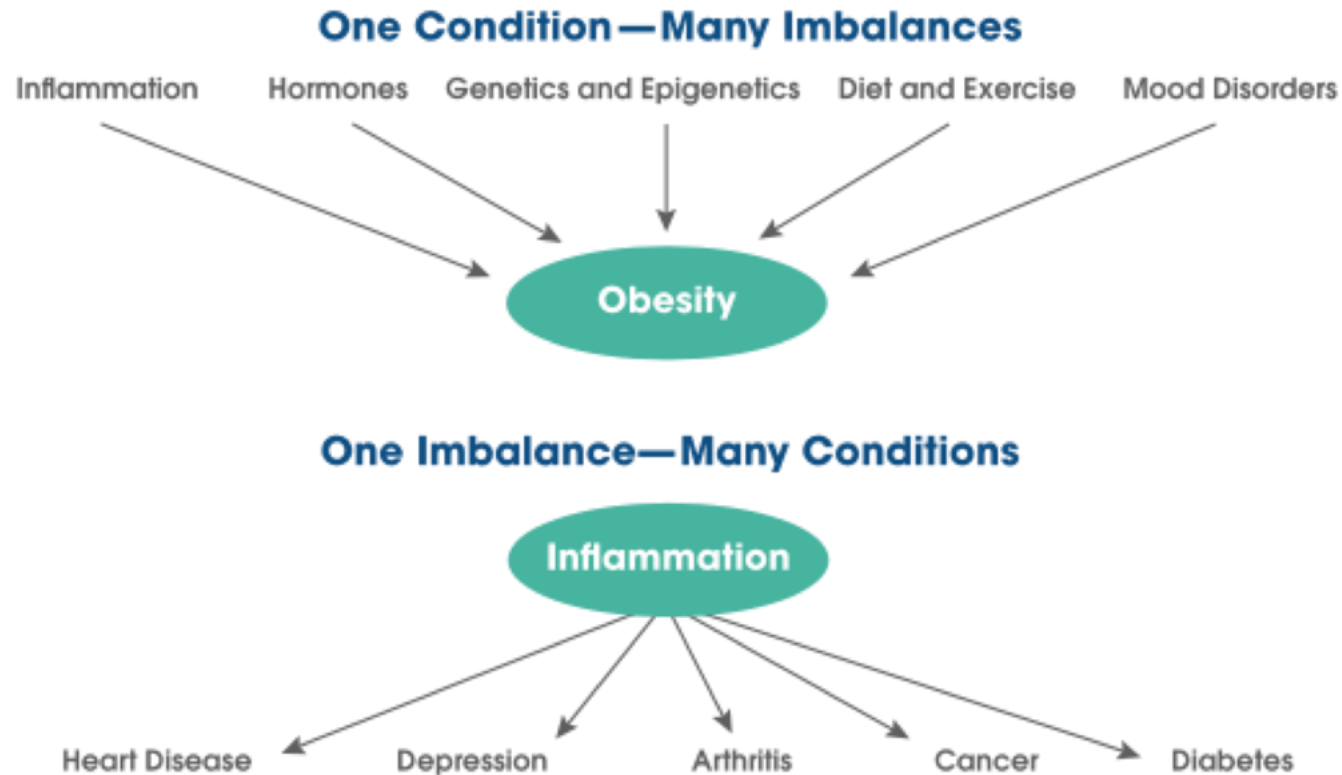 One Condition—Many Imbalances
Inflammation Hormones Genetics and Epigenetics Diet and Exercise Mood Disorders
Obesity
One Imbalance—Many Conditions
Inflammation
Heart Disease Depression Arthritis Cancer Diabetes